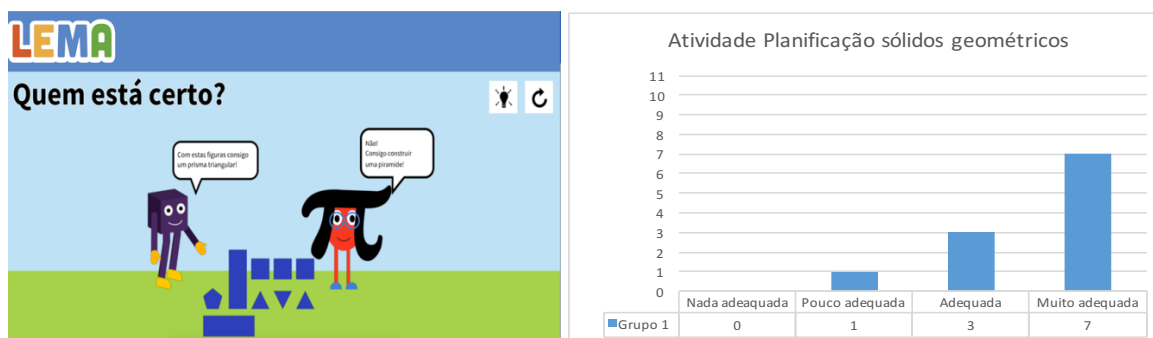 LEMA
Quem está certo?
Com estas figuras consigo
um prisma triangular!
Não!
Consigo construir
uma piramide!
Atividade Planificação sólidos geométricos
11
10
9
8
7
6
5
4
3
2
1
0
Nada adeaquada Pouco adequada Adequada Muito adequada
Grupo 1 0 1 3 7